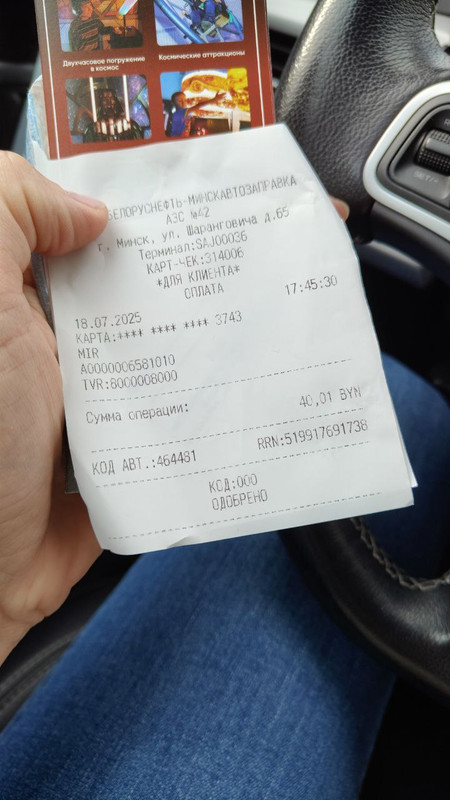 Двухчасовое погружение
в космос
Космические аттракционы
БЕЛОРУСНЕФТЬ-МИНСКАВТОЗАПРАВКА
АЗС №42
г. Минск, ул. Шаранговича д.65
Терминал:SAJ00036
КАРТ-ЧЕК:314006
*ДЛЯ КЛИЕНТА*
ОПЛАТА
18.07.2025 17:45:30
КАРТА:**** **** **** 3743
MIR
A0000006581010
TVR:8000008000
Сумма операции: 40,01 BYN
КОД АВТ.:464481 RRN:519917691738
КОД:000
ОДОБРЕНО